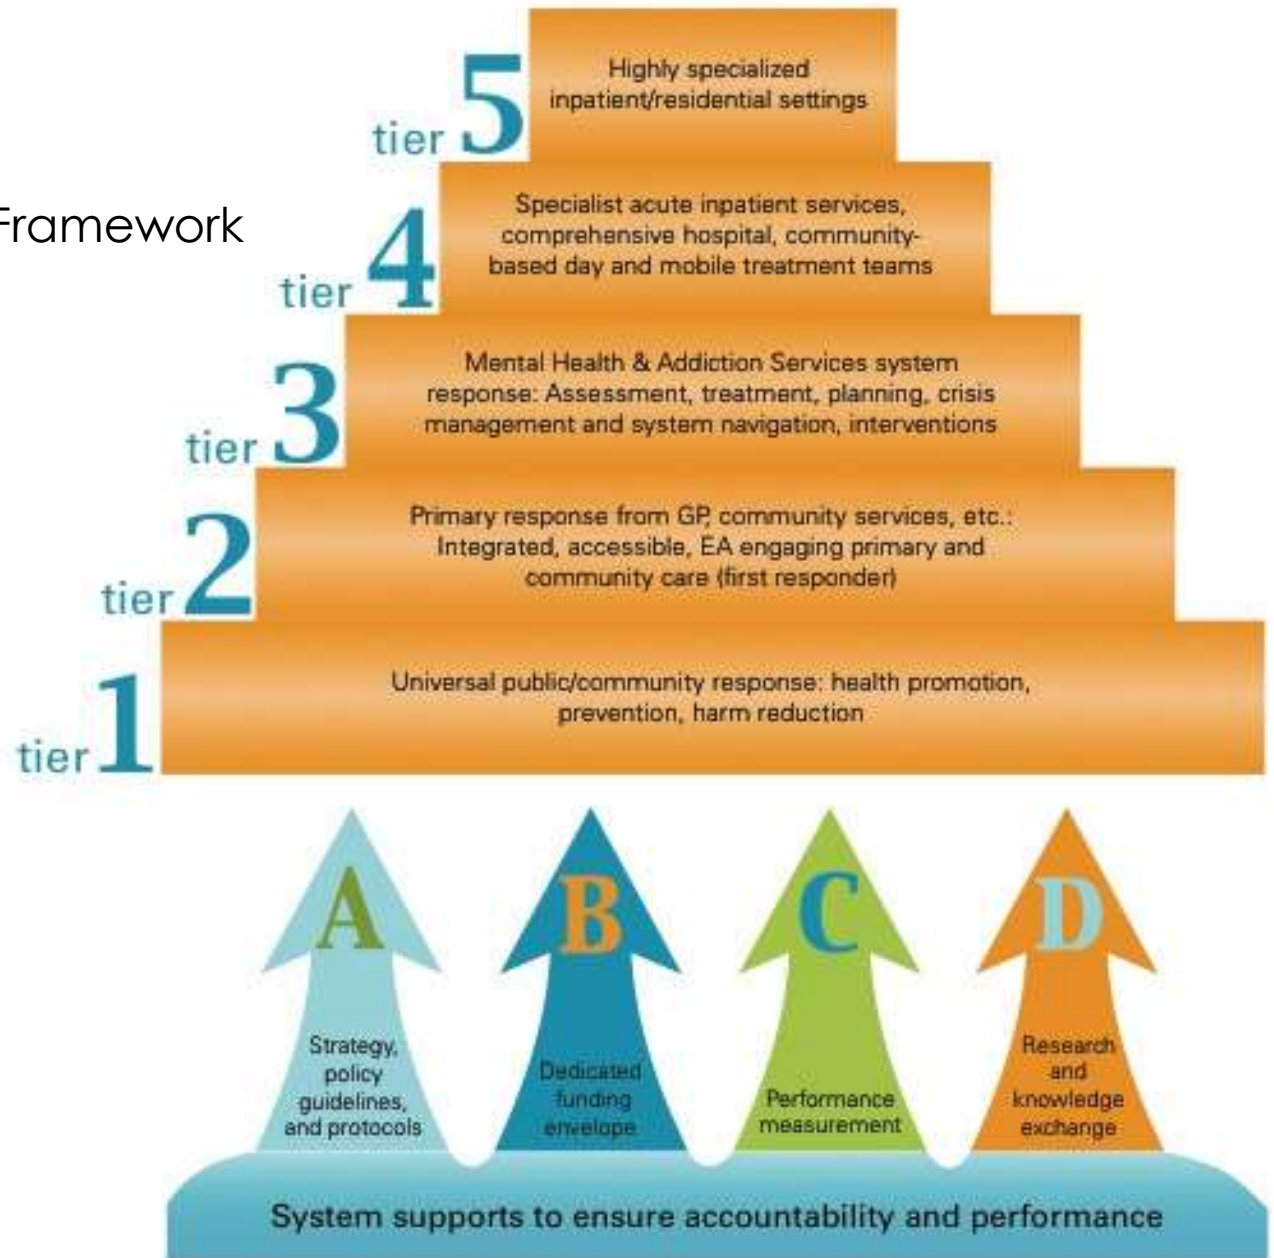 Framework
tier 5
Highly specialized
inpatient/residential settings
tier 4
Specialist acute inpatient services,
comprehensive hospital, community-
based day and mobile treatment teams
tier 3
Mental Health & Addiction Services system
response: Assessment, treatment, planning, crisis
management and system navigation, interventions
tier 2
Primary response from GP, community services, etc.:
Integrated, accessible, EA engaging primary and
community care (first responder)
tier 1
Universal public/community response: health promotion,
prevention, harm reduction
A
Strategy,
policy
guidelines,
and protocols
B
Dedicated
funding
envelope
C
Performance
measurement
D
Research
and
knowledge
exchange
System supports to ensure accountability and performance